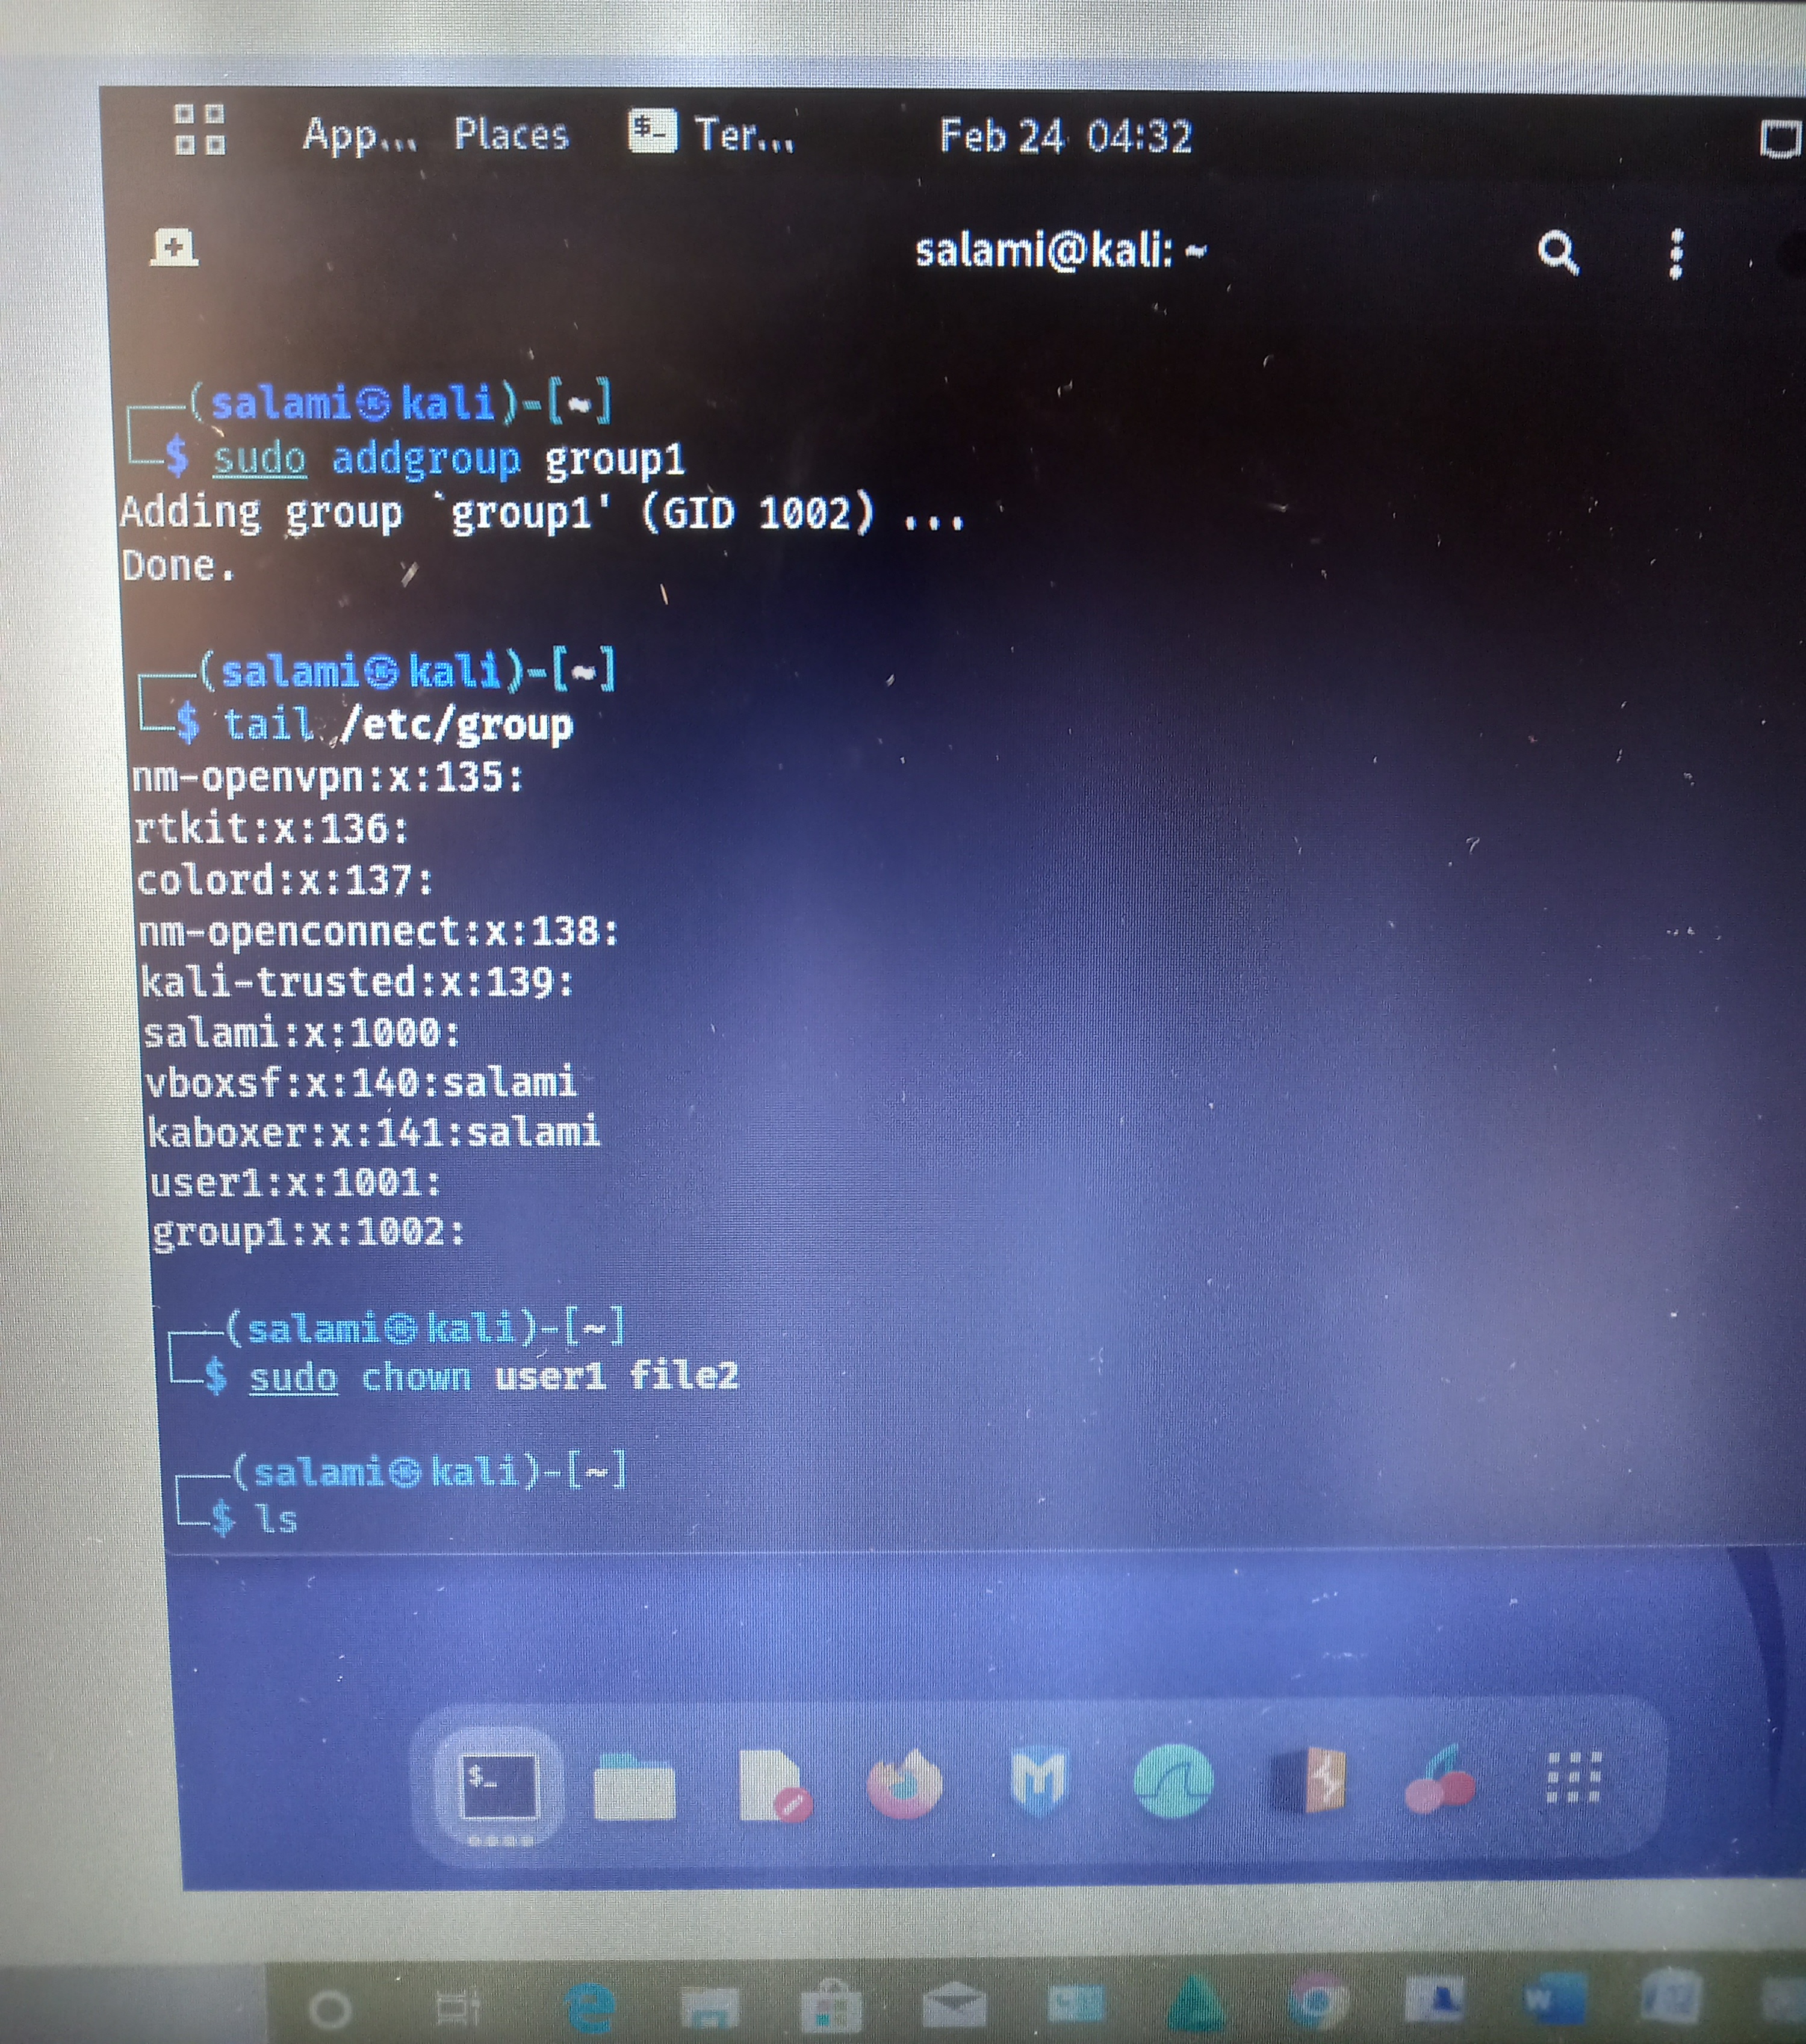 App... Places $_ Ter... Feb 24 04:32
salami@kali: ~
(salami㉿kali)-[~]
$ sudo addgroup group1
Adding group `group1' (GID 1002) ...
Done.
(salami㉿kali)-[~]
$ tail /etc/group
nm-openvpn:x:135:
rtkit:x:136:
colord:x:137:
nm-openconnect:x:138:
kali-trusted:x:139:
salami:x:1000:
vboxsf:x:140:salami
kaboxer:x:141:salami
user1:x:1001:
group1:x:1002:
(salami㉿kali)-[~]
$ sudo chown user1 file2
(salami㉿kali)-[~]
$ ls
$_